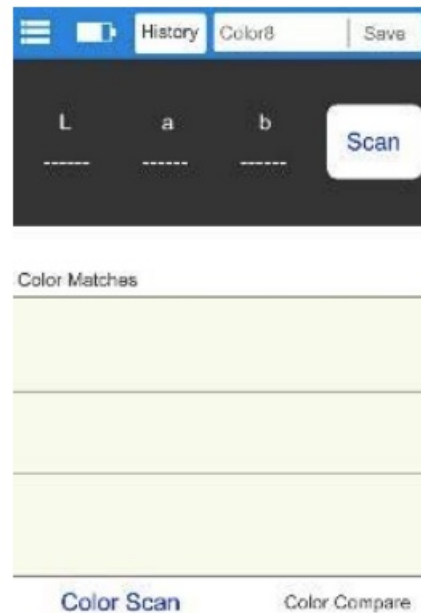 History Color8 Save
L a b
------ ------ ------
Scan
Color Matches
Color Scan Color Compare